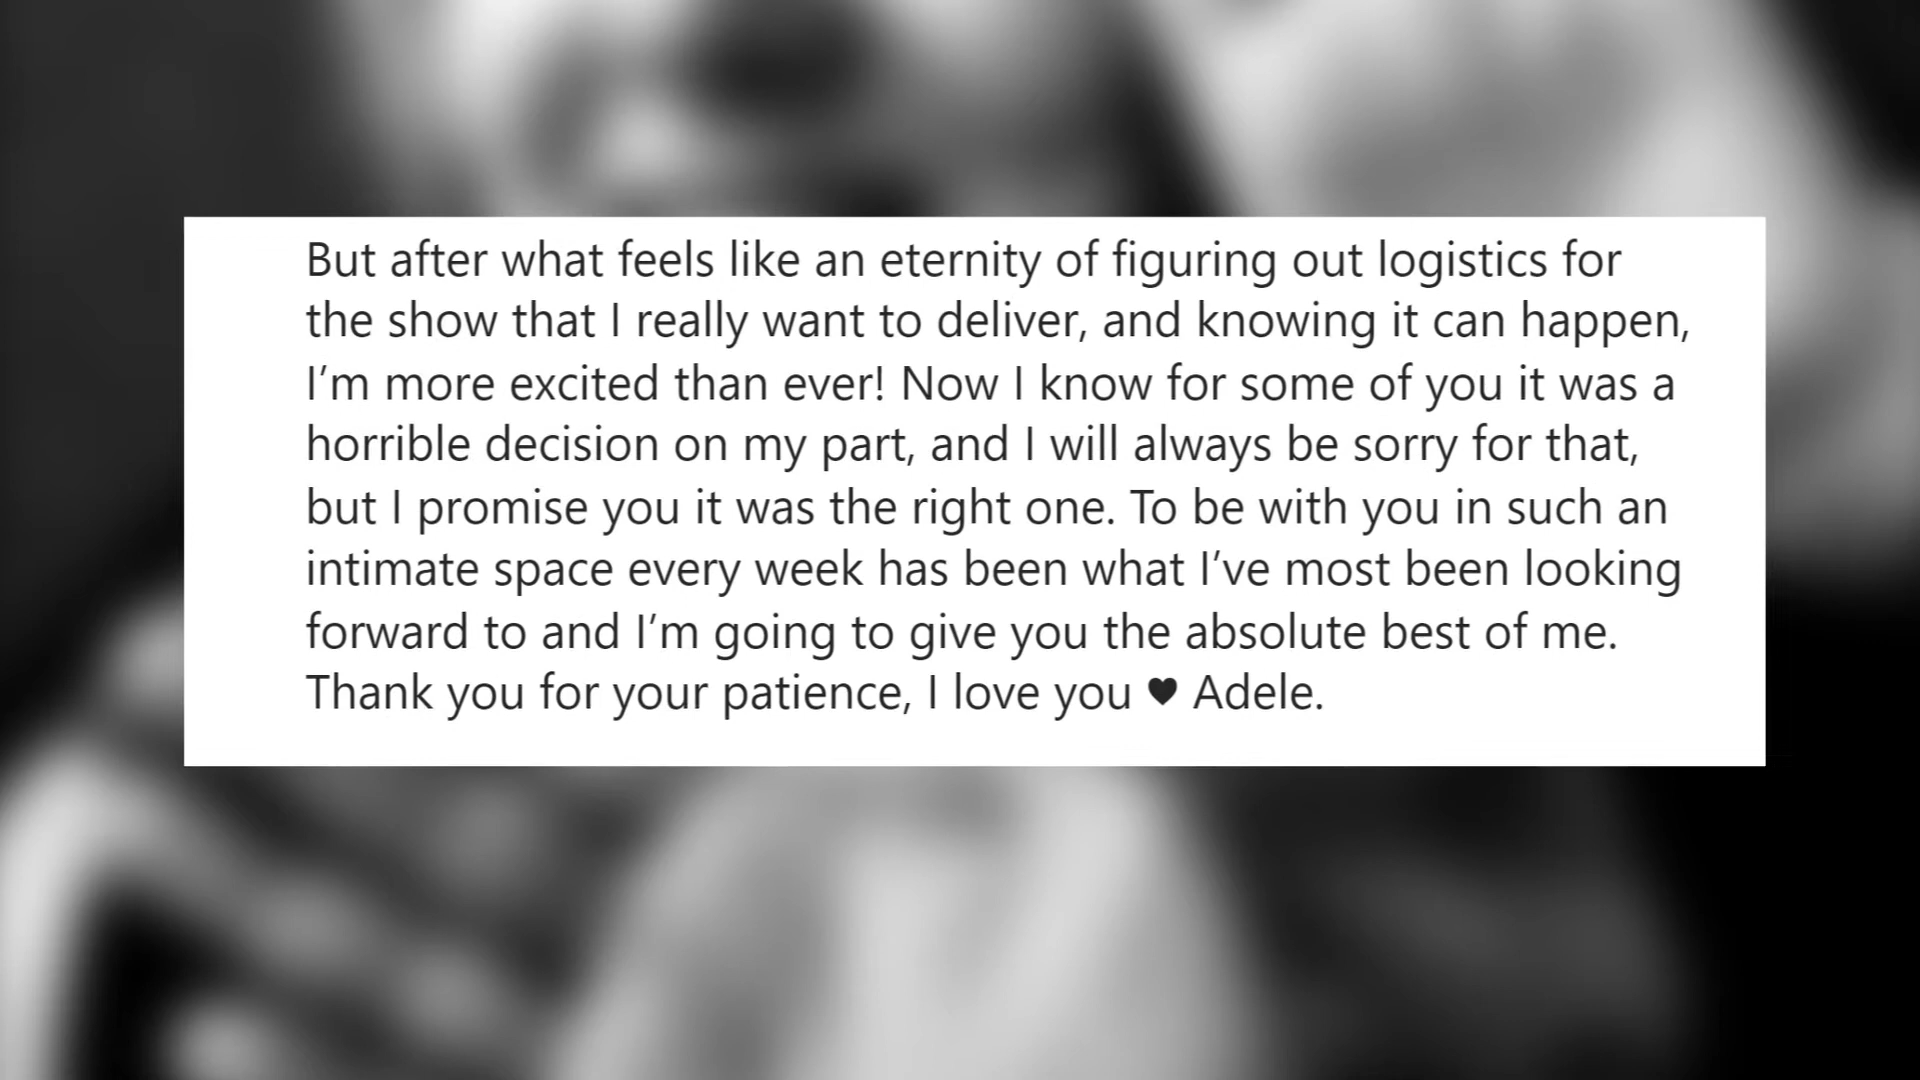 But after what feels like an eternity of figuring out logistics for
the show that I really want to deliver, and knowing it can happen,
I’m more excited than ever! Now I know for some of you it was a
horrible decision on my part, and I will always be sorry for that,
but I promise you it was the right one. To be with you in such an
intimate space every week has been what I’ve most been looking
forward to and I’m going to give you the absolute best of me.
Thank you for your patience, I love you ♥ Adele.